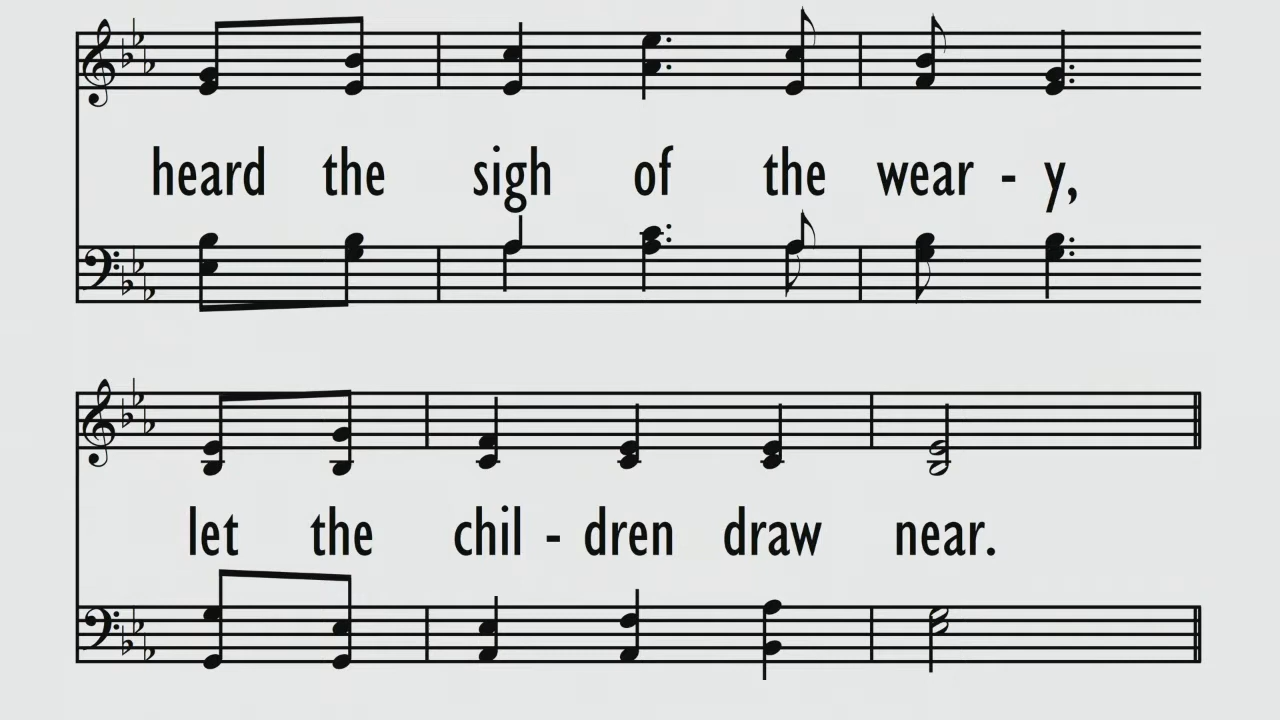 heard the sigh of the wear - y,
let the chil - dren draw near.